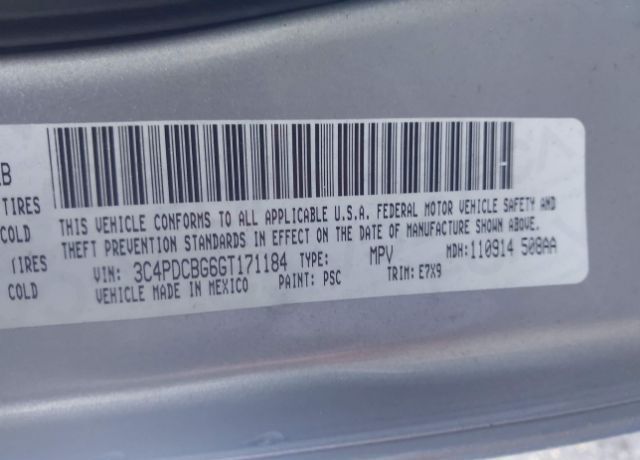 B
TIRES
COLD
TIRES
COLD
THIS VEHICLE CONFORMS TO ALL APPLICABLE U.S.A. FEDERAL MOTOR VEHICLE SAFETY AND
THEFT PREVENTION STANDARDS IN EFFECT ON THE DATE OF MANUFACTURE SHOWN ABOVE.
VIN: 3C4PDCBG6GT171184 TYPE: MPV MDH: 110914 508AA
VEHICLE MADE IN MEXICO PAINT: PSC TRIM: E7X9